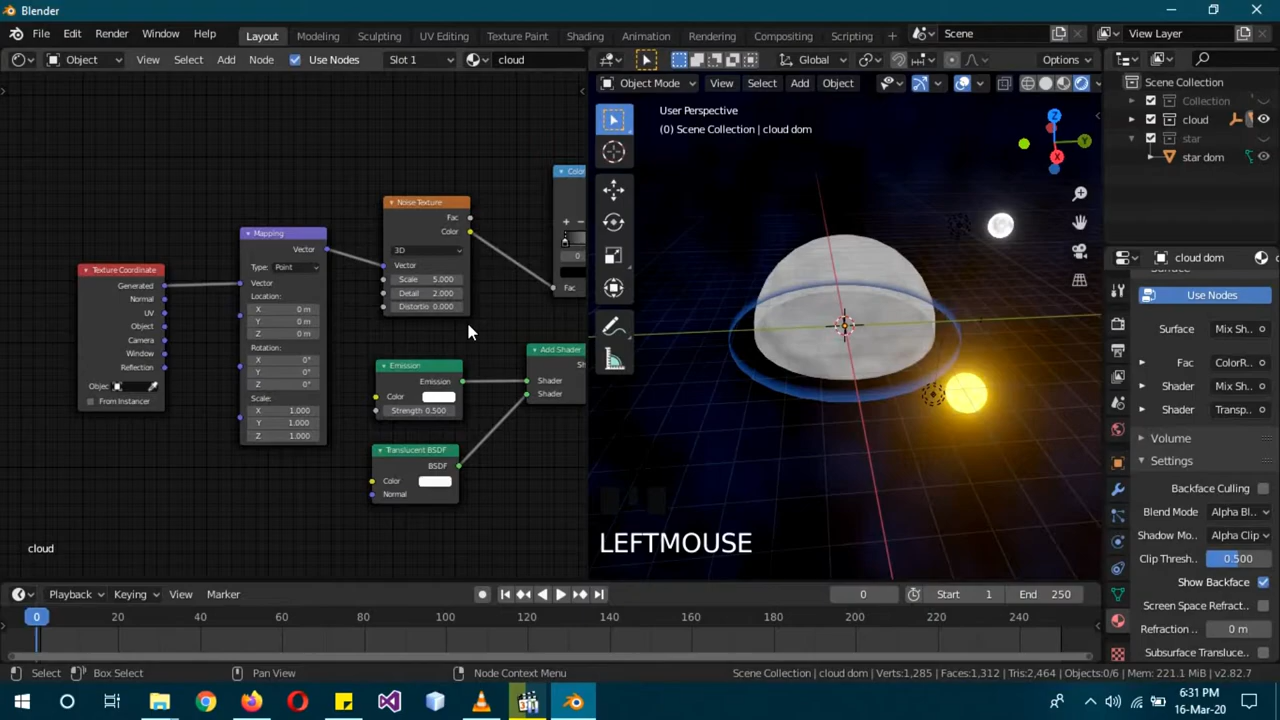 Blender
File Edit Render Window Help
Layout Modeling Sculpting UV Editing Texture Paint Shading Animation Rendering Compositing Scripting
Scene
View Layer
Object View Select Add Node Use Nodes Slot 1 cloud
Global Options
Object Mode View Select Add Object
User Perspective
(0) Scene Collection | cloud dom
Z
Y
X
Scene Collection
Collection
cloud
star
star dom
Texture Coordinate
Generated
Normal
UV
Object
Camera
Window
Reflection
Objec
From Instancer
Mapping
Vector
Type: Point
Vector
Location:
X 0 m
Y 0 m
Z 0 m
Rotation:
X 0°
Y 0°
Z 0°
Scale:
X 1.000
Y 1.000
Z 1.000
Noise Texture
Fac
Color
3D
Vector
Scale 5.000
Detail 2.000
Distortio 0.000
Color
0
Fac
Emission
Emission
Color
Strength 0.500
Add Shader
Sh
Shader
Shader
Translucent BSDF
BSDF
Color
Normal
cloud
LEFTMOUSE
cloud dom
Surface
Use Nodes
Surface Mix Sh..
Fac ColorR..
Shader Mix Sh..
Shader Transp..
Volume
Settings
Backface Culling
Blend Mode Alpha Bl..
Shadow Mo.. Alpha Clip
Clip Thresh.. 0.500
Show Backface
Screen Space Refract..
Refraction .. 0 m
Subsurface Transluce..
Playback Keying View Marker
0 Start 1 End 250
0 20 40 60 80 100 120 140 160 180 200 220 240
Select Box Select Pan View Node Context Menu
Scene Collection | cloud dom | Verts:1,285 | Faces:1,312 | Tris:2,464 | Objects:0/6 | Mem: 221.1 MiB | v2.82.7
6:31 PM
16-Mar-20